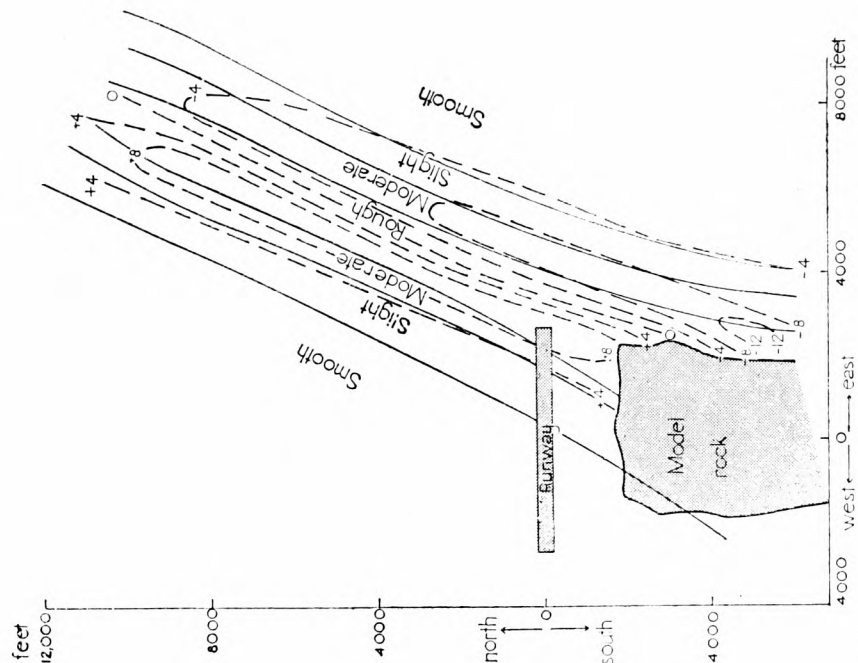 feet
12,000
8000
4000
0
north
south
4000
4000
0
4000
8000 feet
west
east
Smooth
Slight
Moderate
Rough
Moderate
Slight
Smooth
+4
+4
+8
0
-4
Runway
Model
rock
+4
+8
+4
0
-4
-8
-12
-12
-8
-4